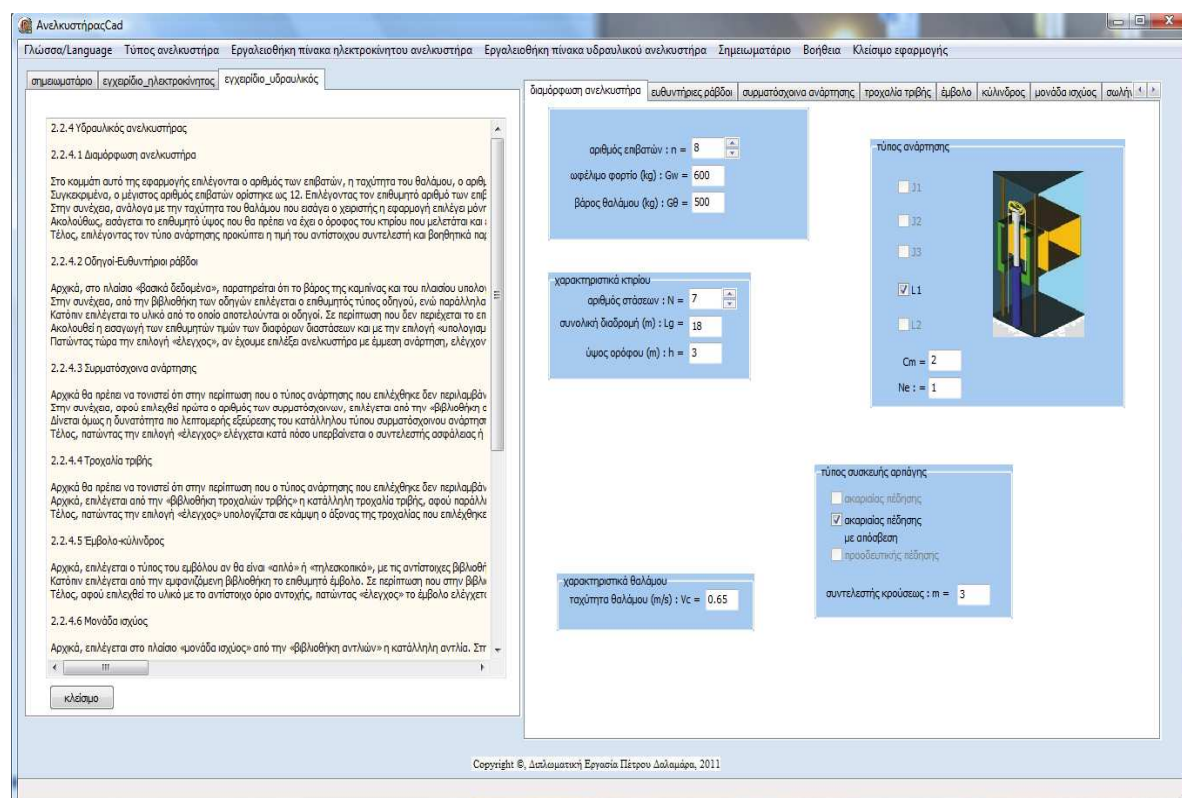 ΑνελκυστήραςCad
Γλώσσα/Language Τύπος ανελκυστήρα Εργαλειοθήκη πίνακα ηλεκτροκίνητου ανελκυστήρα Εργαλειοθήκη πίνακα υδραυλικού ανελκυστήρα Σημειωματάριο Βοήθεια Κλείσιμο εφαρμογής
σημειωματάριο εγχειρίδιο_ηλεκτροκίνητος εγχειρίδιο_υδραυλικός
2.2.4 Υδραυλικός ανελκυστήρας
2.2.4.1 Διαμόρφωση ανελκυστήρα
Στο κομμάτι αυτό της εφαρμογής επιλέγονται ο αριθμός των επιβατών, η ταχύτητα του θαλάμου, ο αριθμ
Συγκεκριμένα, ο μέγιστος αριθμός επιβατών ορίστηκε ως 12. Επιλέγοντας τον επιθυμητό αριθμό των επιβ
Στην συνέχεια, ανάλογα με την ταχύτητα του θαλάμου που εισάγει ο χειριστής η εφαρμογή επιλέγει μόν
Ακολούθως, εισάγεται το επιθυμητό ύψος που θα πρέπει να έχει ο όροφος του κτιρίου που μελετάται και
Τέλος, επιλέγοντας τον τύπο ανάρτησης προκύπτει η τιμή του αντίστοιχου συντελεστή και βοηθητικά πα
2.2.4.2 Οδηγοί-Ευθυντήριοι ράβδοι
Αρχικά, στο πλαίσιο «βασικά δεδομένα», παρατηρείται ότι το βάρος της καμπίνας και του πλαισίου υπολο
Στην συνέχεια, από την βιβλιοθήκη των οδηγών επιλέγεται ο επιθυμητός τύπος οδηγού, ενώ παράλληλα
Κατόπιν επιλέγεται το υλικό από το οποίο αποτελούνται οι οδηγοί. Σε περίπτωση που δεν περιέχεται το επ
Ακολουθεί η εισαγωγή των επιθυμητών τιμών των διαφόρων διαστάσεων και με την επιλογή «υπολογισμ
Πατώντας τώρα την επιλογή «έλεγχος», αν έχουμε επιλέξει ανελκυστήρα με έμμεση ανάρτηση, ελέγχον
2.2.4.3 Συρματόσχοινα ανάρτησης
Αρχικά θα πρέπει να τονιστεί ότι στην περίπτωση που ο τύπος ανάρτησης που επιλέχθηκε δεν περιλαμβάν
Στην συνέχεια, αφού επιλεχθεί πρώτα ο αριθμός των συρματόσχοινων, επιλέγεται από την «βιβλιοθήκη σ
Δίνεται όμως η δυνατότητα πιο λεπτομερής εξεύρεσης του κατάλληλου τύπου συρματόσχοινου ανάρτησ
Τέλος, πατώντας την επιλογή «έλεγχος» ελέγχεται κατά πόσο υπερβαίνεται ο συντελεστής ασφάλειας ή
2.2.4.4 Τροχαλία τριβής
Αρχικά θα πρέπει να τονιστεί ότι στην περίπτωση που ο τύπος ανάρτησης που επιλέχθηκε δεν περιλαμβάν
Αρχικά, επιλέγεται από την «βιβλιοθήκη τροχαλιών τριβής» η κατάλληλη τροχαλία τριβής, αφού παράλλ
Τέλος, πατώντας την επιλογή «έλεγχος» υπολογίζεται σε κάμψη ο άξονας της τροχαλίας που επιλέχθηκε
2.2.4.5 Έμβολο-κύλινδρος
Αρχικά, επιλέγεται ο τύπος του εμβόλου αν θα είναι «απλό» ή «τηλεσκοπικό», με τις αντίστοιχες βιβλιοθή
Κατόπιν επιλέγεται από την εμφανιζόμενη βιβλιοθήκη το επιθυμητό έμβολο. Σε περίπτωση που στην βιβλι
Τέλος, αφού επιλεχθεί το υλικό με το αντίστοιχο όριο αντοχής, πατώντας «έλεγχος» το έμβολο ελέγχετα
2.2.4.6 Μονάδα ισχύος
Αρχικά, επιλέγεται στο πλαίσιο «μονάδα ισχύος» από την «βιβλιοθήκη αντλιών» η κατάλληλη αντλία. Στ
κλείσιμο
διαμόρφωση ανελκυστήρα ευθυντήριες ράβδοι συρματόσχοινα ανάρτησης τροχαλία τριβής έμβολο κύλινδρος μονάδα ισχύος σωλήν
αριθμός επιβατών : n = 8
ωφέλιμο φορτίο (kg) : Gw = 600
βάρος θαλάμου (kg) : Gθ = 500
χαρακτηριστικά κτιρίου
αριθμός στάσεων : N = 7
συνολική διαδρομή (m) : Lg = 18
ύψος ορόφου (m) : h = 3
χαρακτηριστικά θαλάμου
ταχύτητα θαλάμου (m/s) : Vc = 0.65
τύπος ανάρτησης
J1
J2
J3
L1
L2
Cm = 2
Ne : = 1
τύπος συσκευής αρπάγης
ακαριαίας πέδησης
ακαριαίας πέδησης
με απόσβεση
προοδευτικής πέδησης
συντελεστής κρούσεως : m = 3
Copyright ©, Διπλωματική Εργασία Πέτρου Δαλαμάρα, 2011